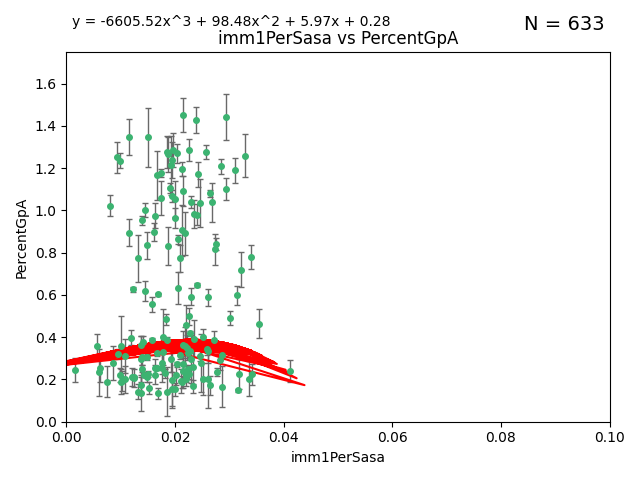 y = -6605.52x^3 + 98.48x^2 + 5.97x + 0.28
N = 633
imm1PerSasa vs PercentGpA
PercentGpA
1.6
1.4
1.2
1.0
0.8
0.6
0.4
0.2
0.0
0.00 0.02 0.04 0.06 0.08 0.10
imm1PerSasa